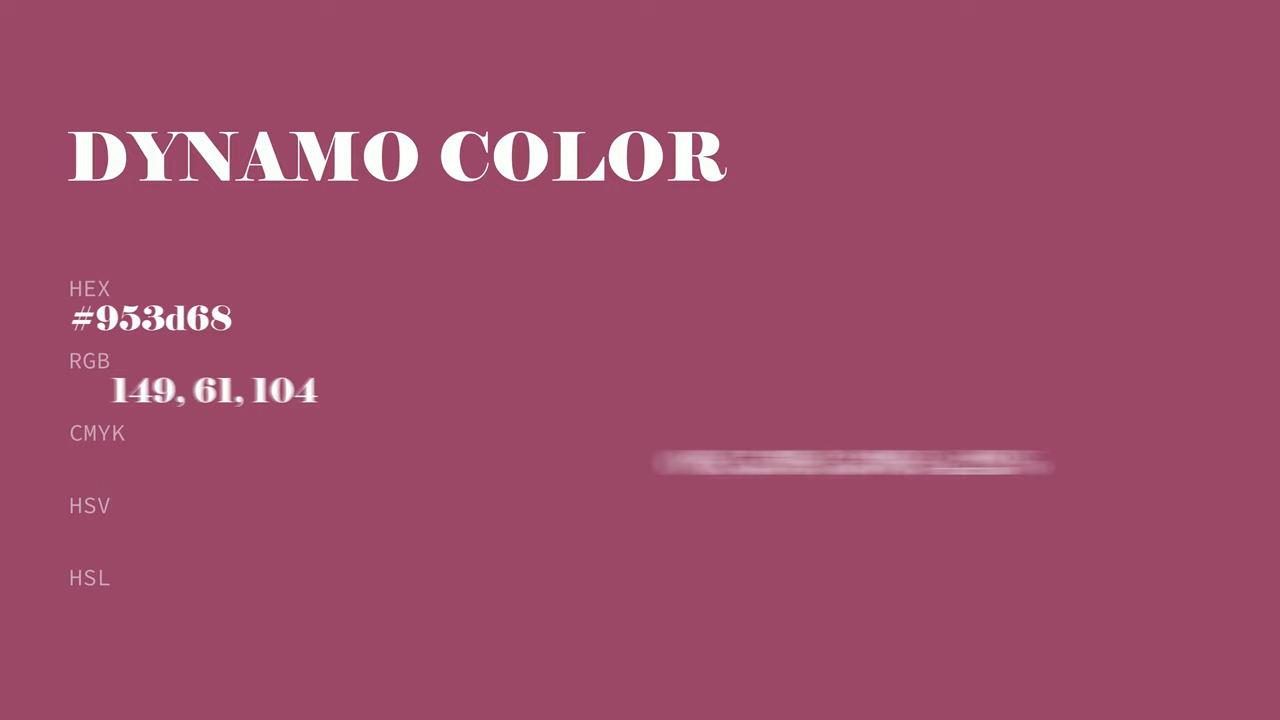 DYNAMO COLOR
HEX
#953d68
RGB
149, 61, 104
CMYK
HSV
HSL